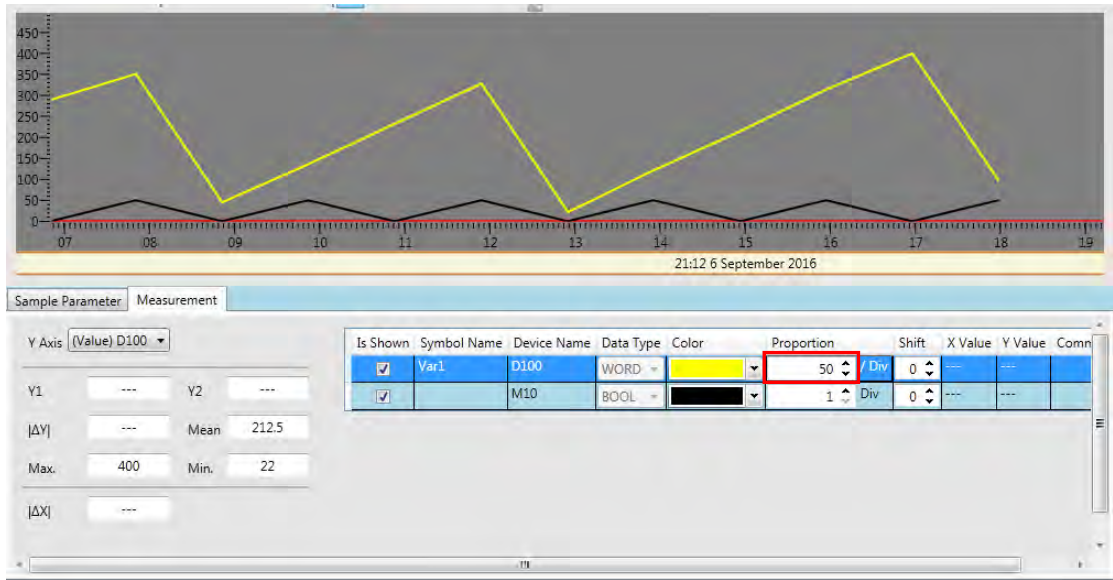 450
400
350
300
250
200
150
100
50
0
07 08 09 10 11 12 13 14 15 16 17 18 19
21:12 6 September 2016
Sample Parameter Measurement
Y Axis (Value) D100
Is Shown Symbol Name Device Name Data Type Color Proportion Shift X Value Y Value Comn
Var1 D100 WORD 50 / Div 0 --- ---
M10 BOOL 1 Div 0 --- ---
Y1 --- Y2 ---
|ΔY| --- Mean 212.5
Max. 400 Min. 22
|ΔX| ---